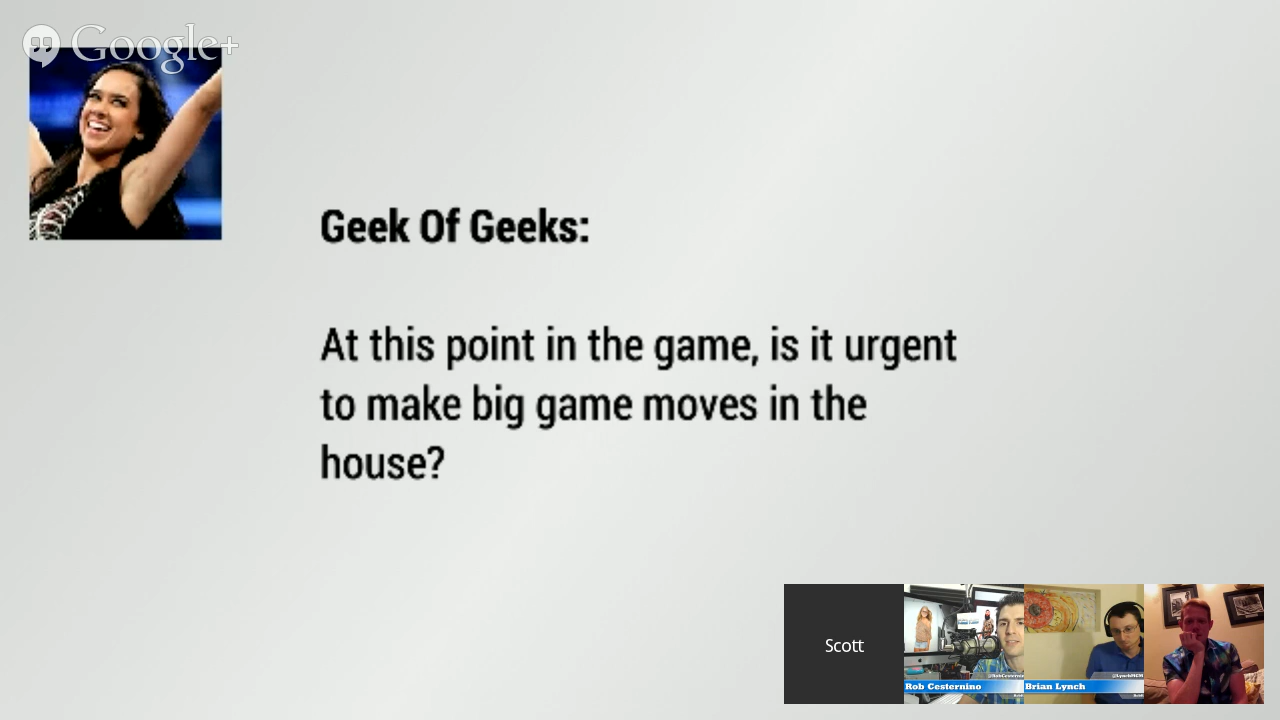 Google+
Geek Of Geeks:
At this point in the game, is it urgent
to make big game moves in the
house?
Scott
Rob Cesternino
Brian Lynch